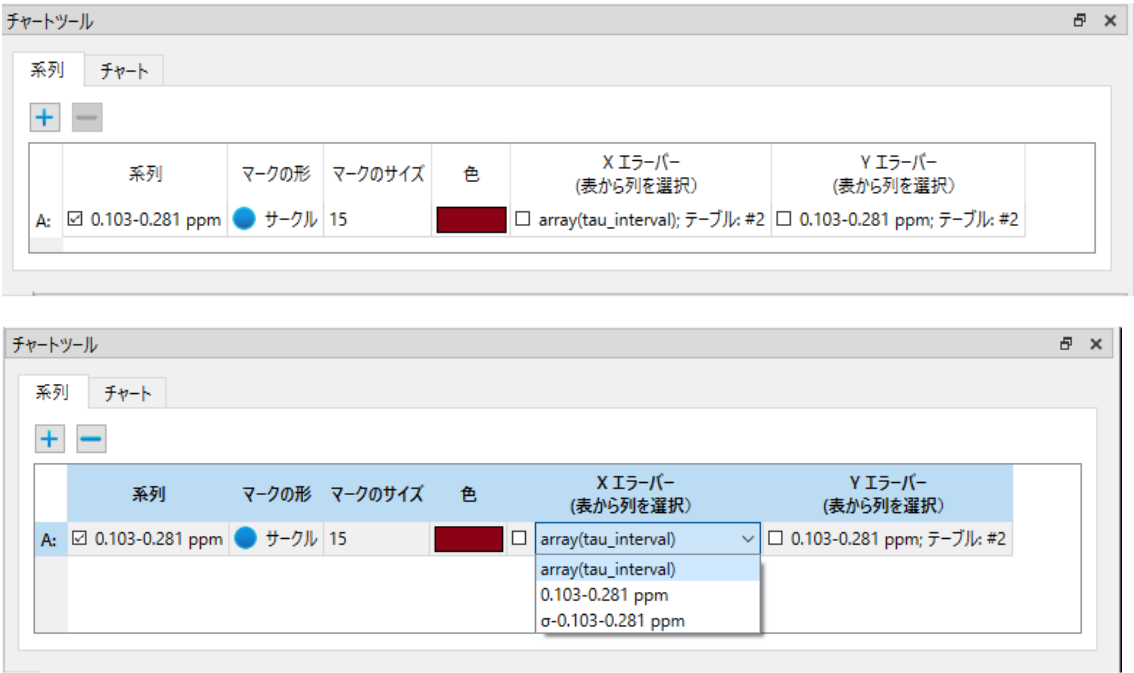 チャートツール
系列 チャート
系列 マークの形 マークのサイズ 色 X エラーバー (表から列を選択) Y エラーバー (表から列を選択)
A: 0.103-0.281 ppm サークル 15 array(tau_interval); テーブル: #2 0.103-0.281 ppm; テーブル: #2
チャートツール
系列 チャート
系列 マークの形 マークのサイズ 色 X エラーバー (表から列を選択) Y エラーバー (表から列を選択)
A: 0.103-0.281 ppm サークル 15 array(tau_interval) 0.103-0.281 ppm; テーブル: #2
array(tau_interval)
0.103-0.281 ppm
σ-0.103-0.281 ppm